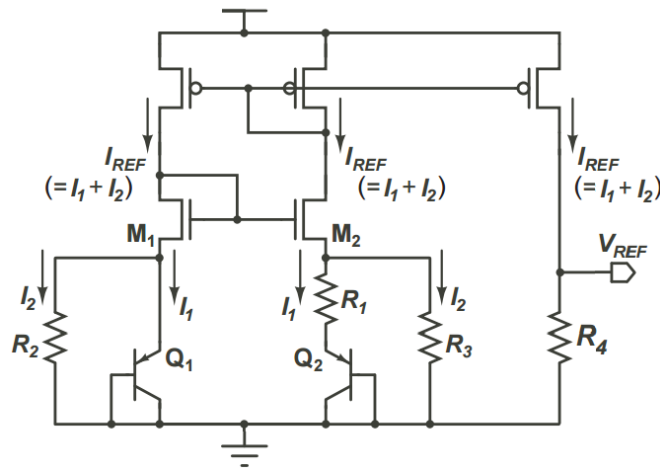 I_REF
(= I_1 + I_2)
I_REF
(= I_1 + I_2)
I_REF
(= I_1 + I_2)
M_1
M_2
V_REF
I_2
I_1
I_1
R_1
I_2
R_2
Q_1
Q_2
R_3
R_4